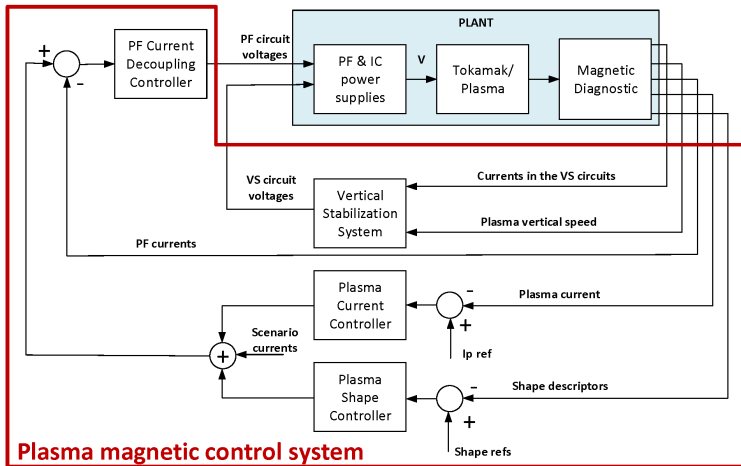 PLANT
+
-
PF Current
Decoupling
Controller
PF circuit
voltages
PF & IC
power
supplies
V
Tokamak/
Plasma
Magnetic
Diagnostic
VS circuit
voltages
Vertical
Stabilization
System
Currents in the VS circuits
Plasma vertical speed
PF currents
Plasma
Current
Controller
-
+
Plasma current
Ip ref
Scenario
currents
+
Plasma
Shape
Controller
-
+
Shape descriptors
Shape refs
Plasma magnetic control system